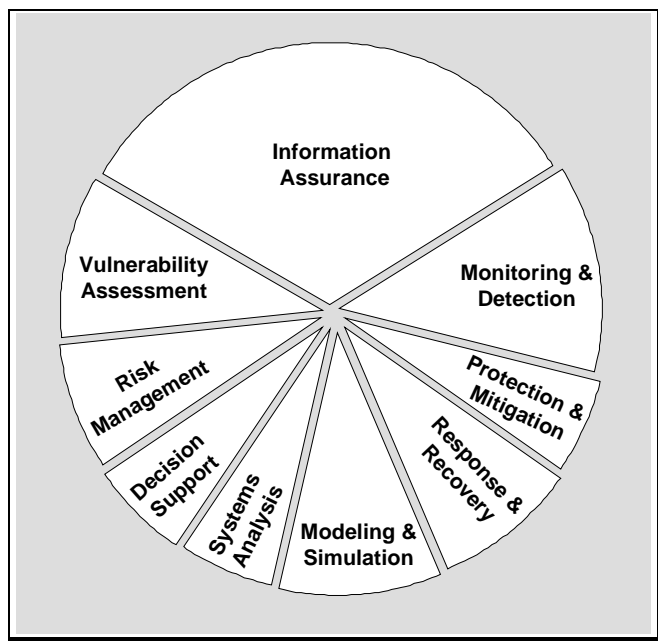 Information
Assurance
Monitoring &
Detection
Protection &
Mitigation
Response &
Recovery
Modeling &
Simulation
Systems
Analysis
Decision
Support
Risk
Management
Vulnerability
Assessment